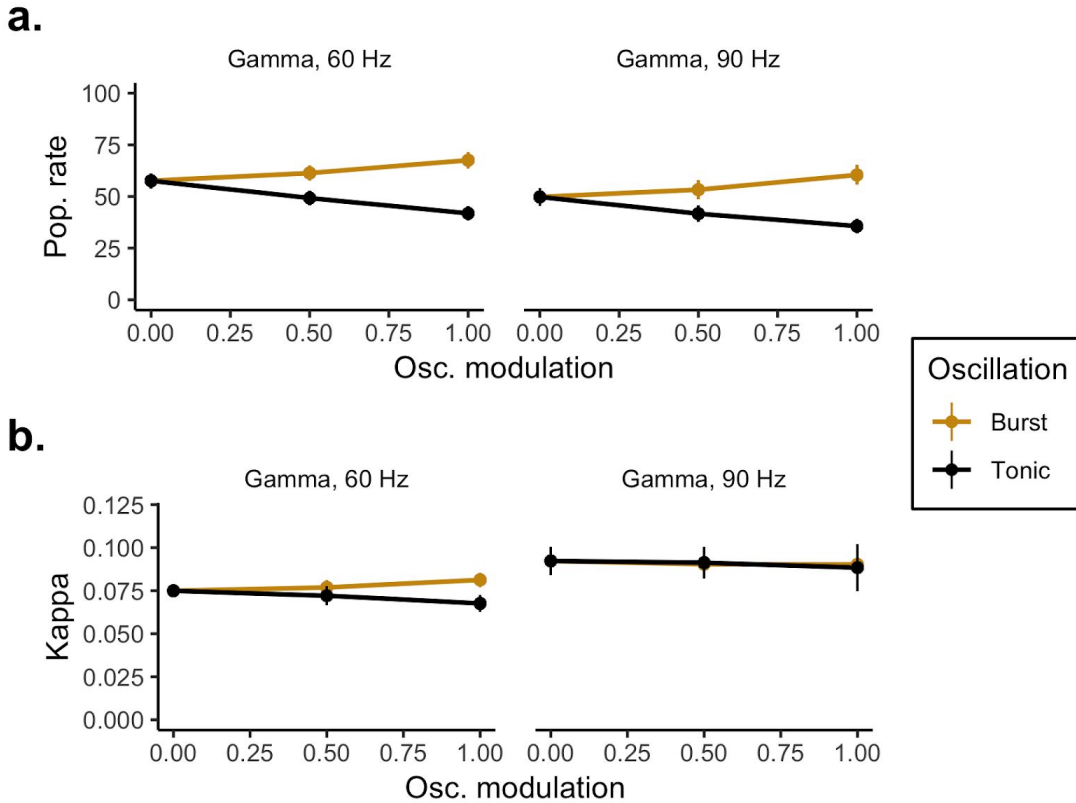 a.
Gamma, 60 Hz
Gamma, 90 Hz
100
75
50
25
0
Pop. rate
0.00 0.25 0.50 0.75 1.00
0.00 0.25 0.50 0.75 1.00
Osc. modulation
Oscillation
Burst
Tonic
b.
Gamma, 60 Hz
Gamma, 90 Hz
0.125
0.100
0.075
0.050
0.025
0.000
Kappa
0.00 0.25 0.50 0.75 1.00
0.00 0.25 0.50 0.75 1.00
Osc. modulation